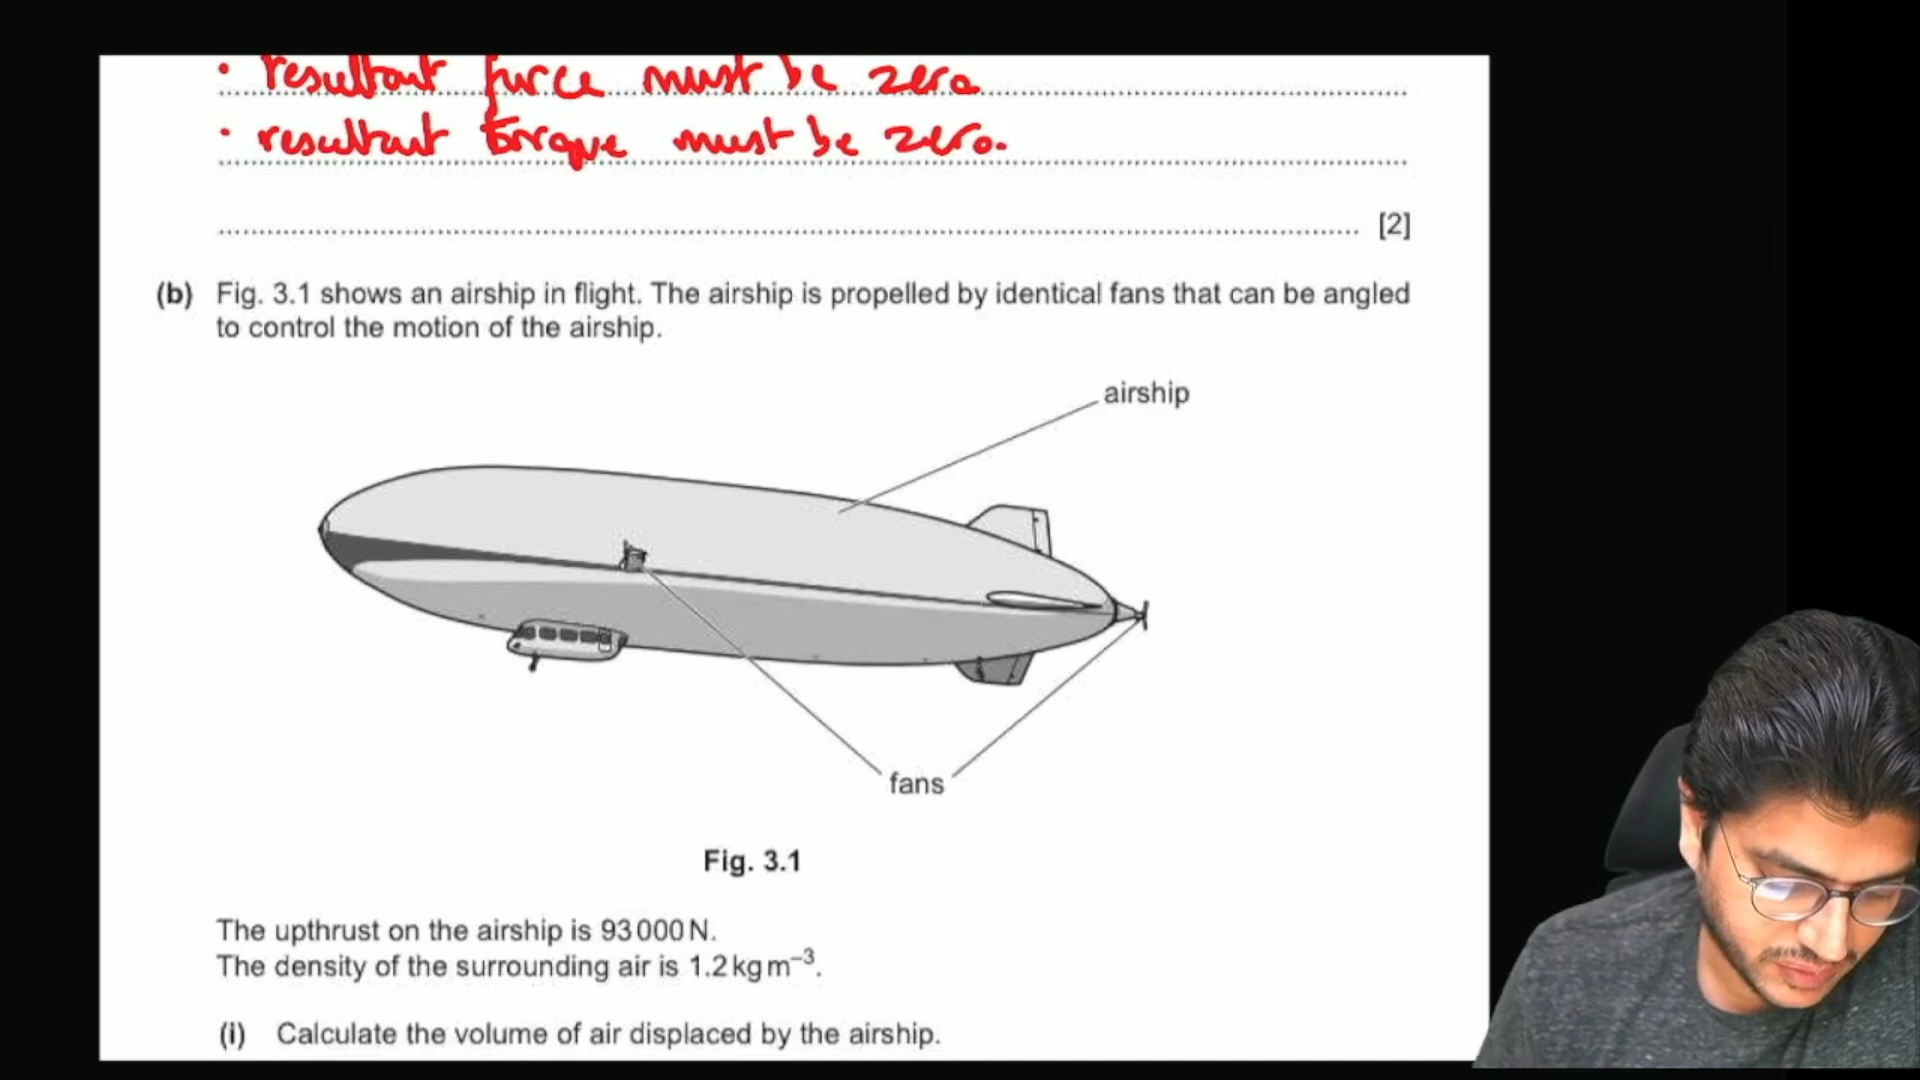 • resultant force must be zero
• resultant torque must be zero.
[2]
(b) Fig. 3.1 shows an airship in flight. The airship is propelled by identical fans that can be angled
to control the motion of the airship.
airship
fans
Fig. 3.1
The upthrust on the airship is 93 000 N.
The density of the surrounding air is 1.2 kg m⁻³.
(i) Calculate the volume of air displaced by the airship.